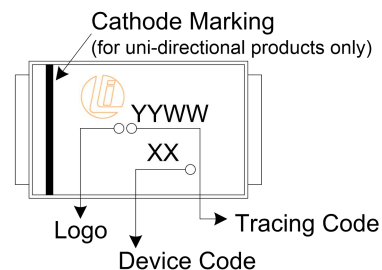 Cathode Marking
(for uni-directional products only)
YYWW
XX
Logo
Tracing Code
Device Code